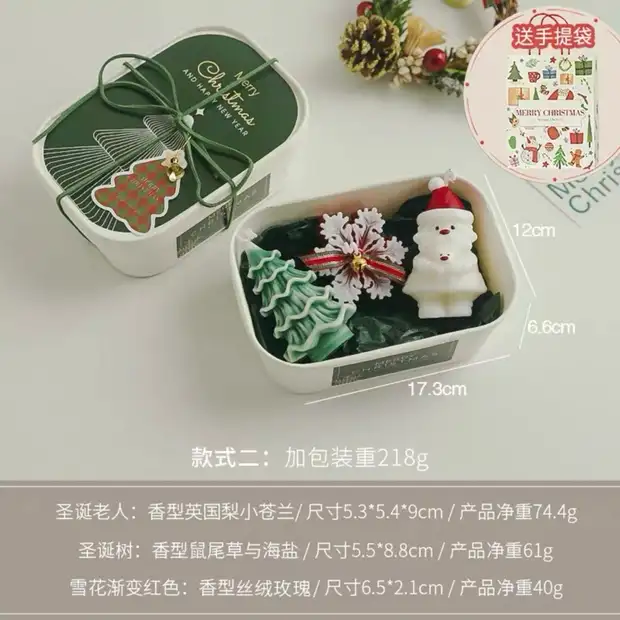 送手提袋
MERRY CHRISTMAS
Merry
Christmas
AND HAPPY NEW YEAR
12cm
6.6cm
17.3cm
款式二：加包装重218g
圣诞老人：香型英国梨小苍兰/ 尺寸5.3*5.4*9cm / 产品净重74.4g
圣诞树：香型鼠尾草与海盐/ 尺寸5.5*8.8cm / 产品净重61g
雪花渐变红色：香型丝绒玫瑰 / 尺寸6.5*2.1cm / 产品净重40g